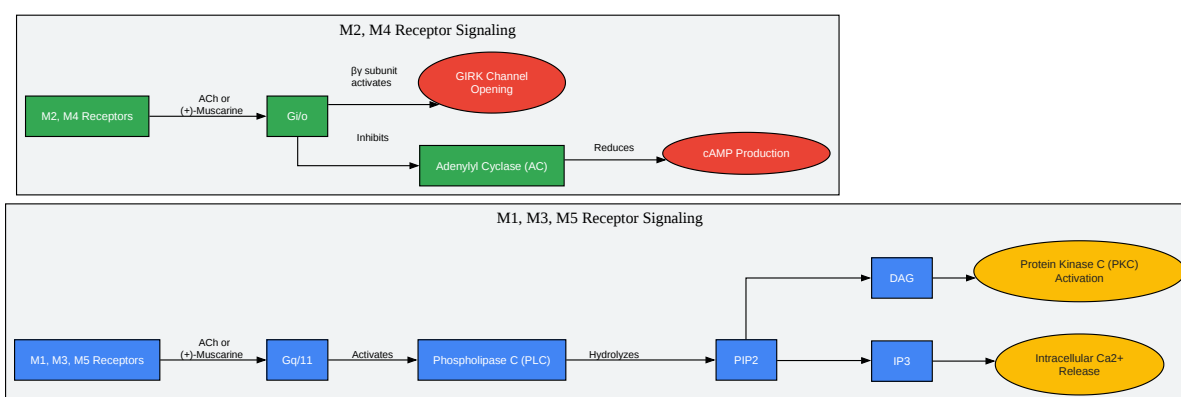 M2, M4 Receptor Signaling
βγ subunit
activates
GIRK Channel
Opening
M2, M4 Receptors
ACh or
(+)-Muscarine
Gi/o
Inhibits
Adenylyl Cyclase (AC)
Reduces
cAMP Production
M1, M3, M5 Receptor Signaling
DAG
Protein Kinase C (PKC)
Activation
M1, M3, M5 Receptors
ACh or
(+)-Muscarine
Gq/11
Activates
Phospholipase C (PLC)
Hydrolyzes
PIP2
IP3
Intracellular Ca2+
Release